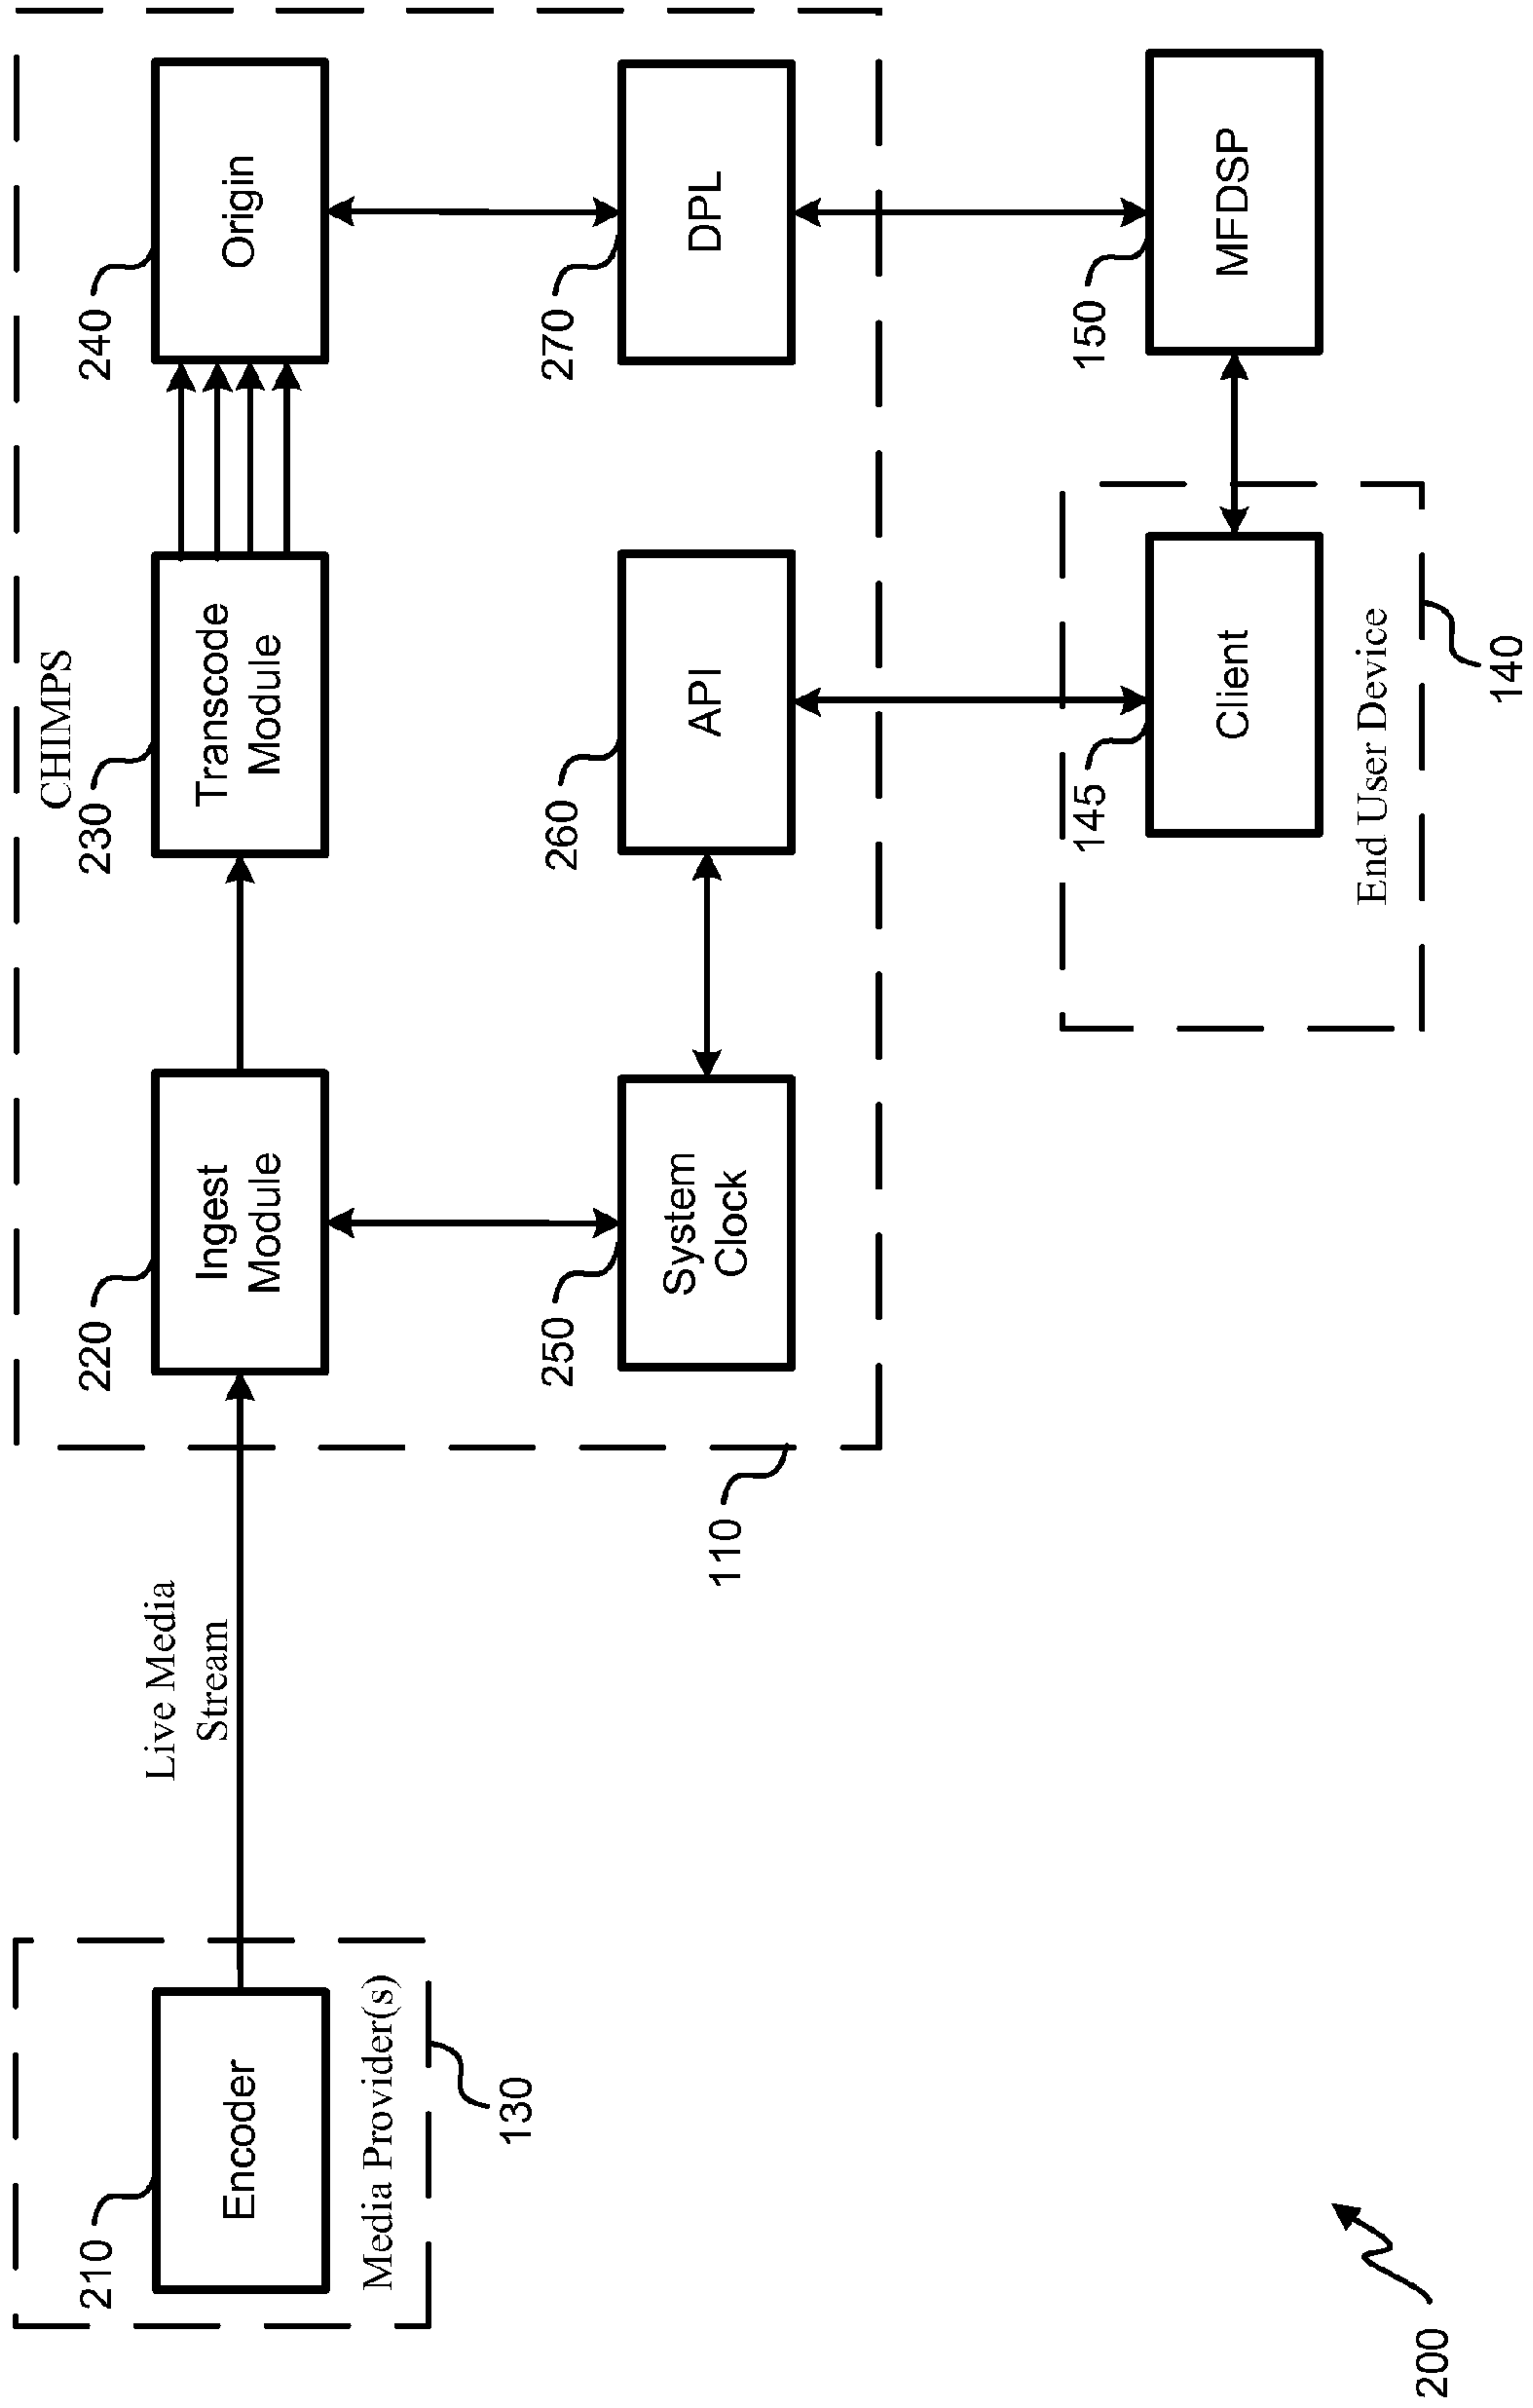 CHIMPS
210
Encoder
Media Provider(s)
130
Live Media
Stream
220
Ingest
Module
230
Transcode
Module
240
Origin
250
System
Clock
260
API
270
DPL
110
145
Client
End User Device
140
150
MFDSP
200